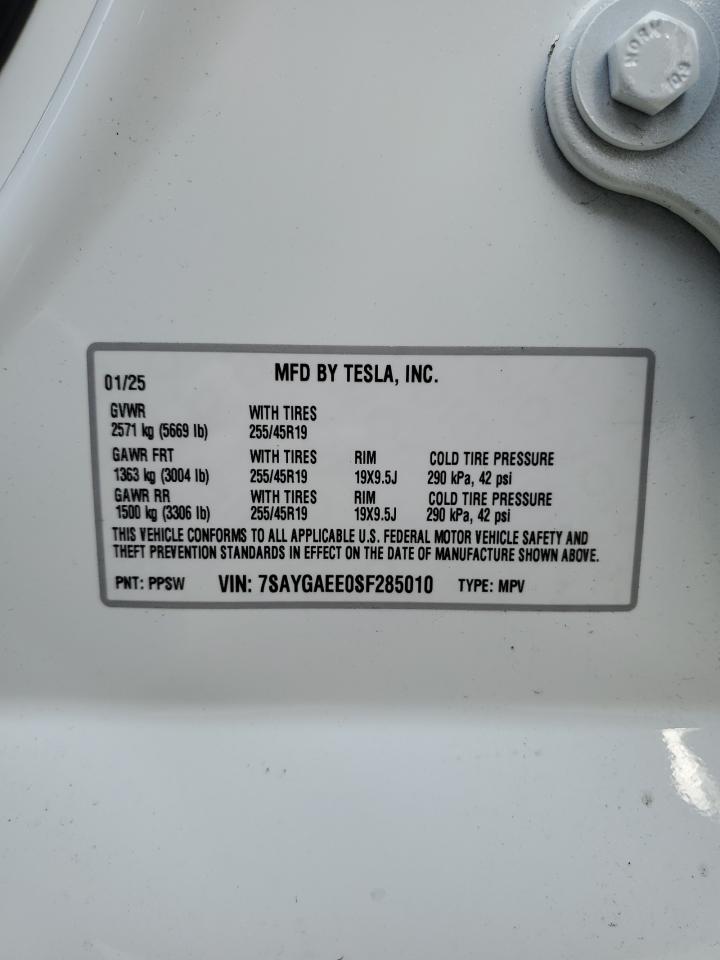 NORK
10.9
01/25 MFD BY TESLA, INC.
GVWR WITH TIRES
2571 kg (5669 lb) 255/45R19
GAWR FRT WITH TIRES RIM COLD TIRE PRESSURE
1363 kg (3004 lb) 255/45R19 19X9.5J 290 kPa, 42 psi
GAWR RR WITH TIRES RIM COLD TIRE PRESSURE
1500 kg (3306 lb) 255/45R19 19X9.5J 290 kPa, 42 psi
THIS VEHICLE CONFORMS TO ALL APPLICABLE U.S. FEDERAL MOTOR VEHICLE SAFETY AND
THEFT PREVENTION STANDARDS IN EFFECT ON THE DATE OF MANUFACTURE SHOWN ABOVE.
PNT: PPSW VIN: 7SAYGAEE0SF285010 TYPE: MPV